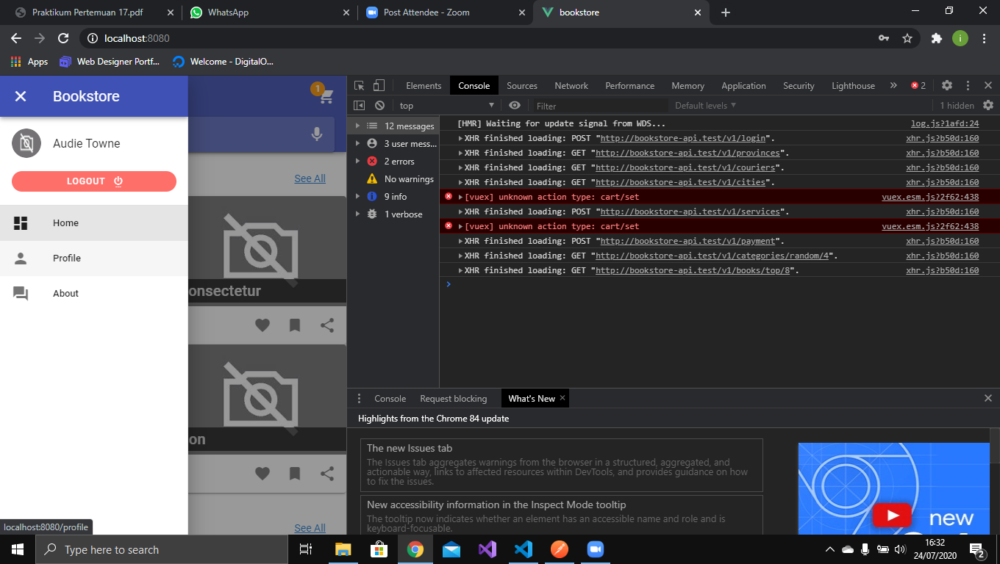 Praktikum Pertemuan 17.pdf
WhatsApp
Post Attendee - Zoom
bookstore
localhost:8080
i
Apps
Web Designer Portf...
Welcome - DigitalO...
Bookstore
Audie Towne
LOGOUT
Home
Profile
About
1
See All
onsectetur
on
See All
localhost:8080/profile
Elements Console Sources Network Performance Memory Application Security Lighthouse » 2
top Filter Default levels 1 hidden
12 messages
3 user mess...
2 errors
No warnings
9 info
1 verbose
[HMR] Waiting for update signal from WDS... log.js?1afd:24
XHR finished loading: POST "http://bookstore-api.test/v1/login". xhr.js?b50d:160
XHR finished loading: GET "http://bookstore-api.test/v1/provinces". xhr.js?b50d:160
XHR finished loading: GET "http://bookstore-api.test/v1/couriers". xhr.js?b50d:160
XHR finished loading: GET "http://bookstore-api.test/v1/cities". xhr.js?b50d:160
[vuex] unknown action type: cart/set vuex.esm.js?2f62:438
XHR finished loading: POST "http://bookstore-api.test/v1/services". xhr.js?b50d:160
[vuex] unknown action type: cart/set vuex.esm.js?2f62:438
XHR finished loading: POST "http://bookstore-api.test/v1/payment". xhr.js?b50d:160
XHR finished loading: GET "http://bookstore-api.test/v1/categories/random/4". xhr.js?b50d:160
XHR finished loading: GET "http://bookstore-api.test/v1/books/top/8". xhr.js?b50d:160
Console Request blocking What's New
Highlights from the Chrome 84 update
The new Issues tab
The Issues tab aggregates warnings from the browser in a structured, aggregated, and
actionable way, links to affected resources within DevTools, and provides guidance on how
to fix the issues.
New accessibility information in the Inspect Mode tooltip
The tooltip now indicates whether an element has an accessible name and role and is
keyboard-focusable.
new
Type here to search
16:32
24/07/2020
2